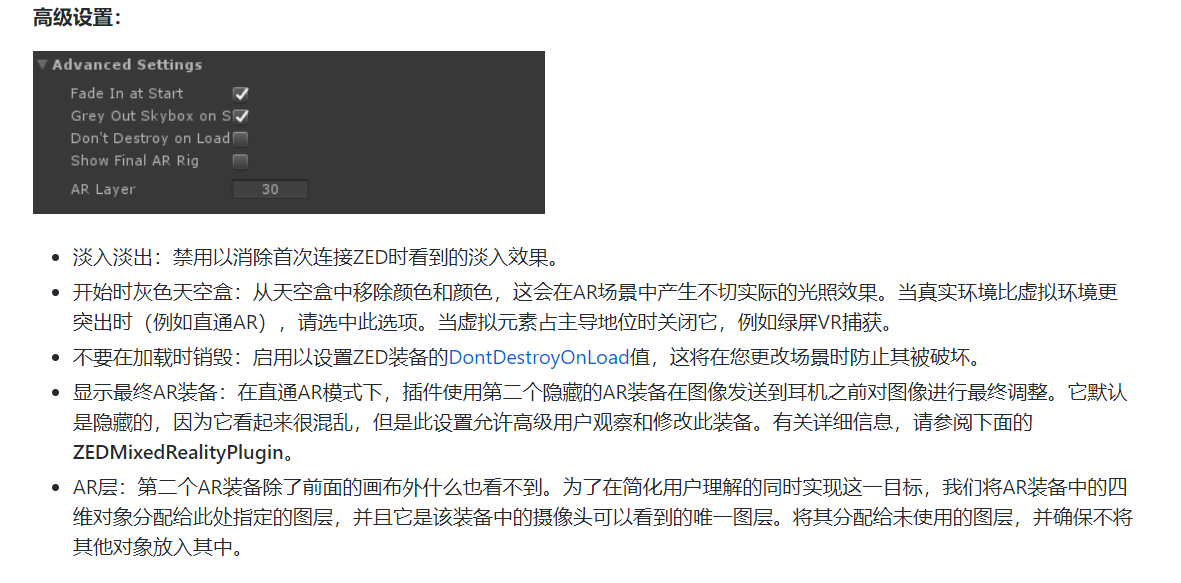 高级设置：
Advanced Settings
Fade In at Start
Grey Out Skybox on S
Don't Destroy on Load
Show Final AR Rig
AR Layer 30
淡入淡出：禁用以消除首次连接ZED时看到的淡入效果。
开始时灰色天空盒：从天空盒中移除颜色和颜色，这会在AR场景中产生不切实际的光照效果。当真实环境比虚拟环境更
突出时（例如直通AR），请选中此选项。当虚拟元素占主导地位时关闭它，例如绿屏VR捕获。
不要在加载时销毁：启用以设置ZED装备的DontDestroyOnLoad值，这将在您更改场景时防止其被破坏。
显示最终AR装备：在直通AR模式下，插件使用第二个隐藏的AR装备在图像发送到耳机之前对图像进行最终调整。它默认
是隐藏的，因为它看起来很混乱，但是此设置允许高级用户观察和修改此装备。有关详细信息，请参阅下面的
ZEDMixedRealityPlugin。
AR层：第二个AR装备除了前面的画布外什么也看不到。为了在简化用户理解的同时实现这一目标，我们将AR装备中的四
维对象分配给此处指定的图层，并且它是该装备中的摄像头可以看到的唯一图层。将其分配给未使用的图层，并确保不将
其他对象放入其中。